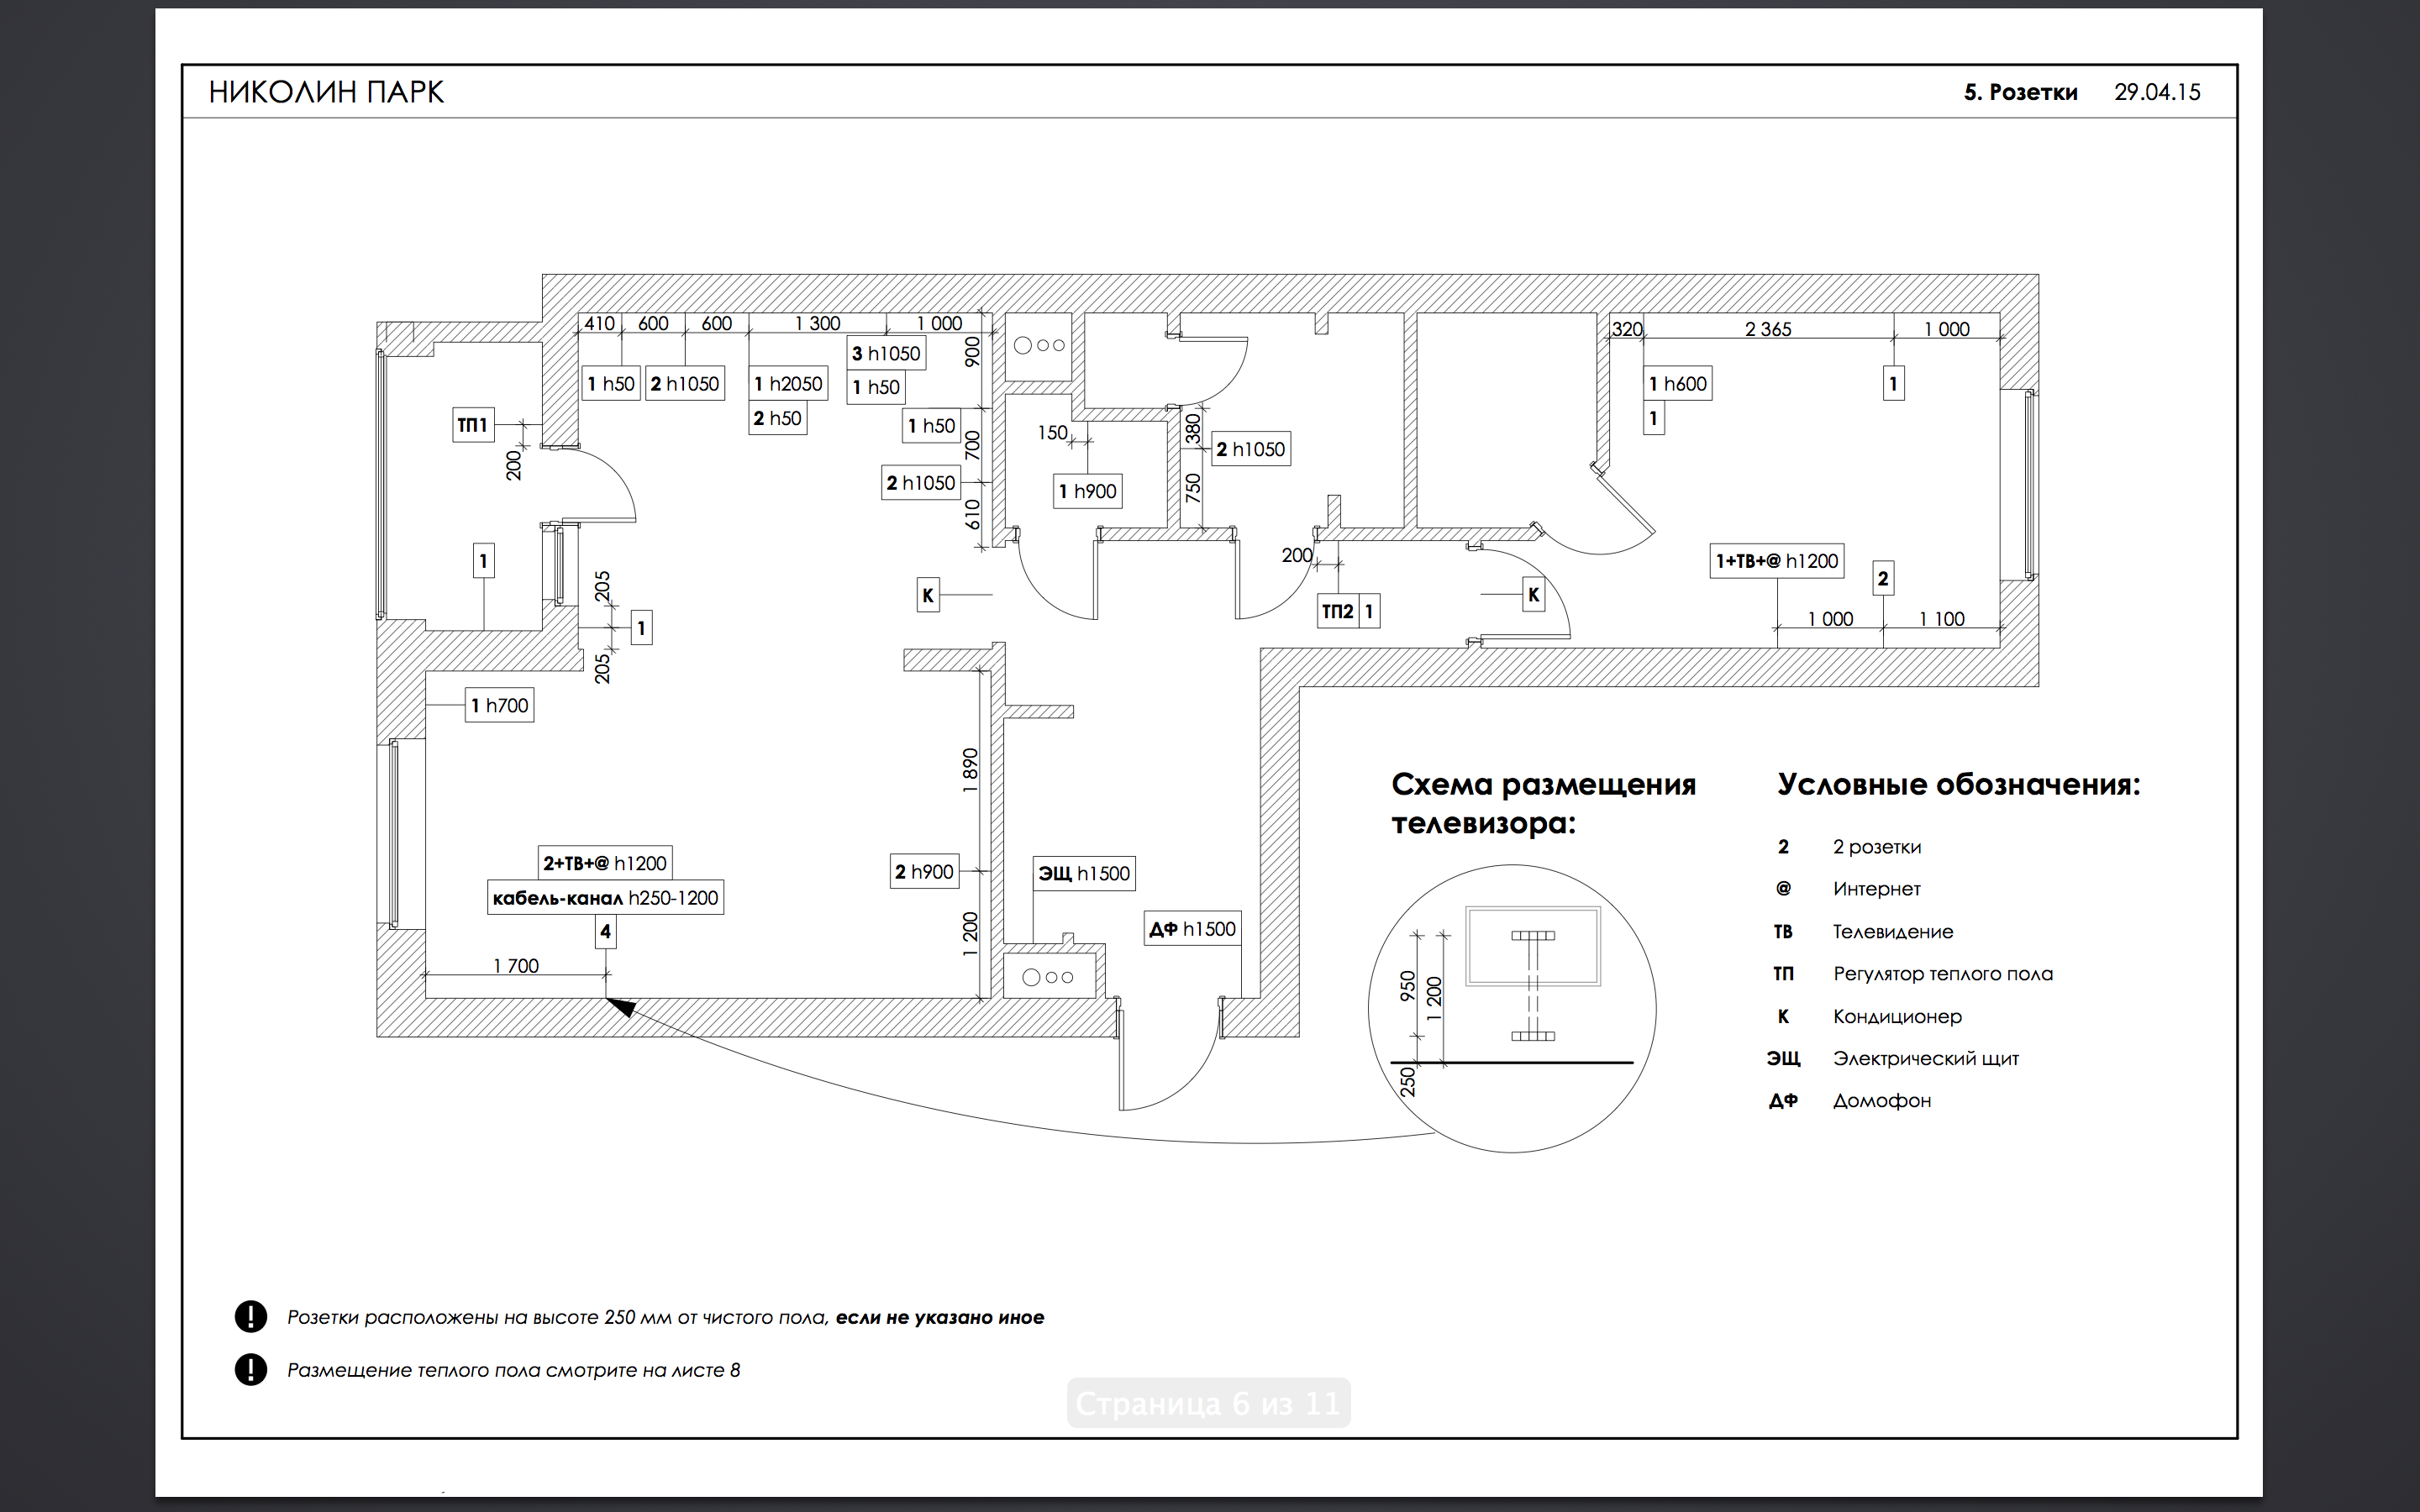 НИКОЛИН ПАРК
5. Розетки 29.04.15
410 600 600 1 300 1 000
320 2 365 1 000
900
3 h1050
1 h50
1 h50
2 h1050
1 h2050
2 h50
1 h600
1
1
ТП1
200
1 h50
700
2 h1050
610
150
1 h900
380
2 h1050
750
1
205
1
205
К
200
ТП2 1
К
1+ТВ+@ h1200
2
1 000 1 100
1 h700
1 890
2+ТВ+@ h1200
кабель-канал h250-1200
4
1 700
2 h900
1 200
ЭЩ h1500
ДФ h1500
Схема размещения
телевизора:
950
1 200
250
Условные обозначения:
2 2 розетки
@ Интернет
ТВ Телевидение
ТП Регулятор теплого пола
К Кондиционер
ЭЩ Электрический щит
ДФ Домофон
! Розетки расположены на высоте 250 мм от чистого пола, если не указано иное
! Размещение теплого пола смотрите на листе 8
Страница 6 из 11